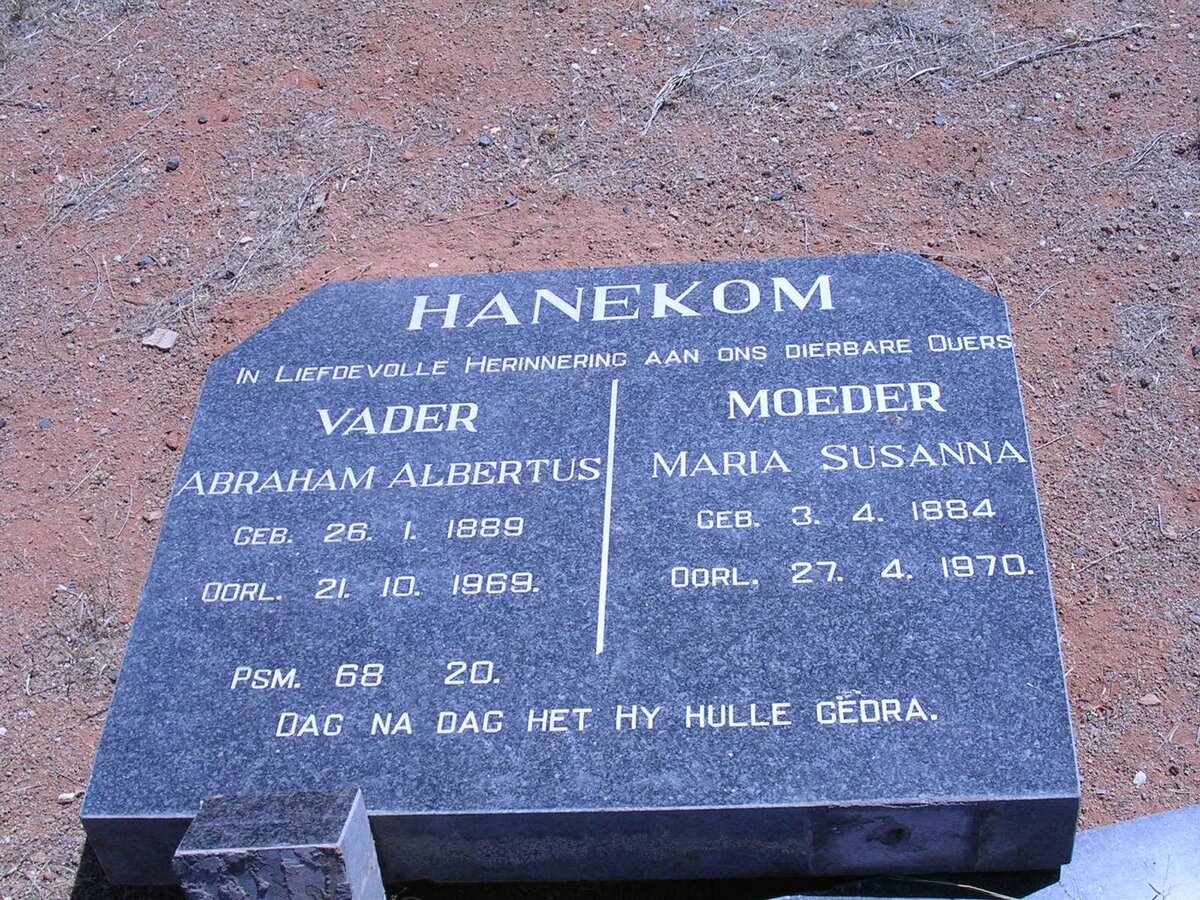 HANEKOM
IN LIEFDEVOLLE HERINNERING AAN ONS DIERBARE OUERS
VADER
ABRAHAM ALBERTUS
GEB. 26. 1. 1889
OORL. 21. 10. 1969.
MOEDER
MARIA SUSANNA
GEB. 3. 4. 1884
OORL. 27. 4. 1970.
PSM. 68 20.
DAG NA DAG HET HY HULLE GËDRA.